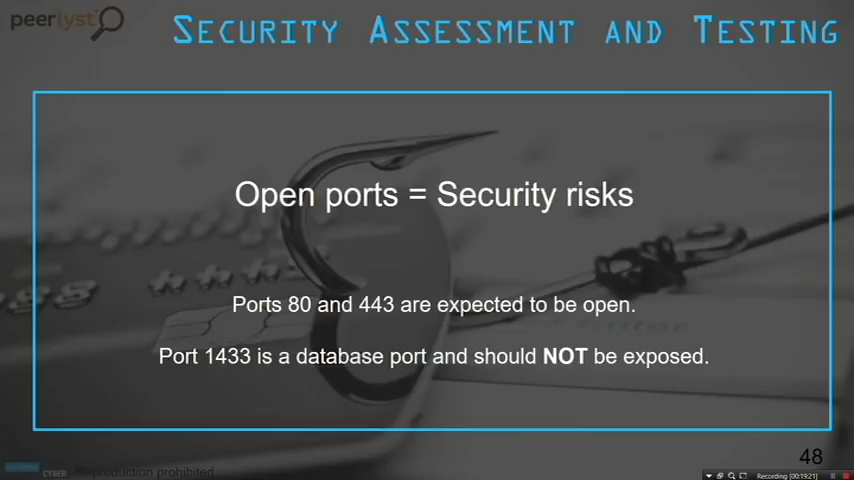 peerlyst
SECURITY ASSESSMENT AND TESTING
Open ports = Security risks
Ports 80 and 443 are expected to be open.
Port 1433 is a database port and should NOT be exposed.
48
CYBER
Reproduction prohibited
Recording [00:19:21]